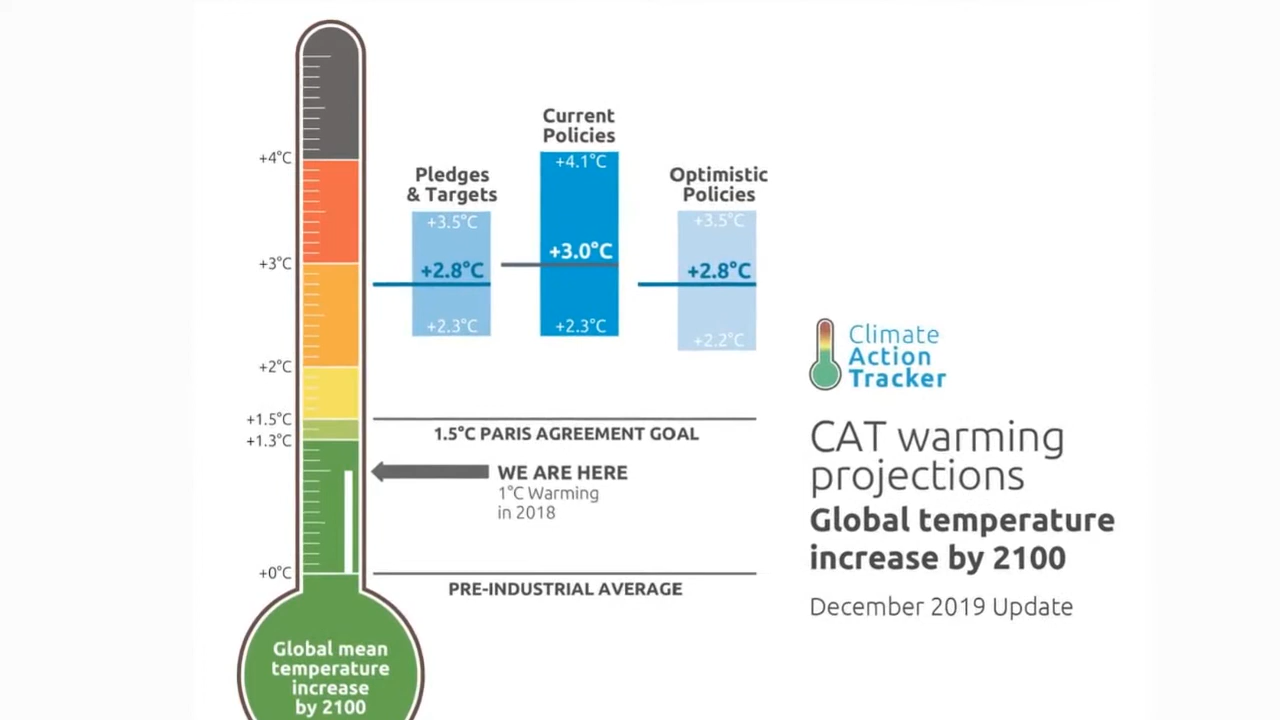 +4°C
+3°C
+2°C
+1.5°C
+1.3°C
+0°C
Global mean
temperature
increase
by 2100
Pledges
& Targets
+3.5°C
+2.8°C
+2.3°C
Current
Policies
+4.1°C
+3.0°C
+2.3°C
Optimistic
Policies
+3.5°C
+2.8°C
+2.2°C
1.5°C PARIS AGREEMENT GOAL
WE ARE HERE
1°C Warming
in 2018
PRE-INDUSTRIAL AVERAGE
Climate
Action
Tracker
CAT warming
projections
Global temperature
increase by 2100
December 2019 Update